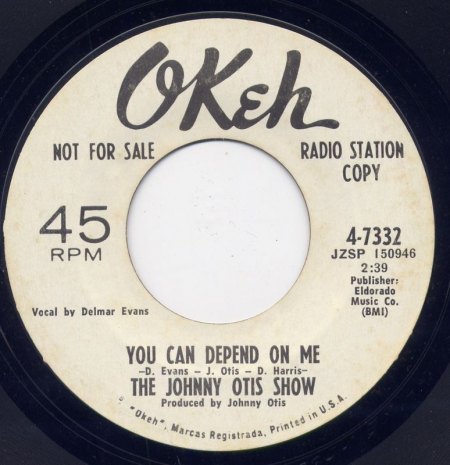 OKeh
NOT FOR SALE
RADIO STATION
COPY
45
RPM
4-7332
JZSP 150946
2:39
Publisher:
Eldorado
Music Co.
(BMI)
Vocal by Delmar Evans
YOU CAN DEPEND ON ME
—D. Evans — J. Otis — D. Harris—
THE JOHNNY OTIS SHOW
Produced by Johnny Otis
"Okeh", Marcas Registrada, Printed in U.S.A.